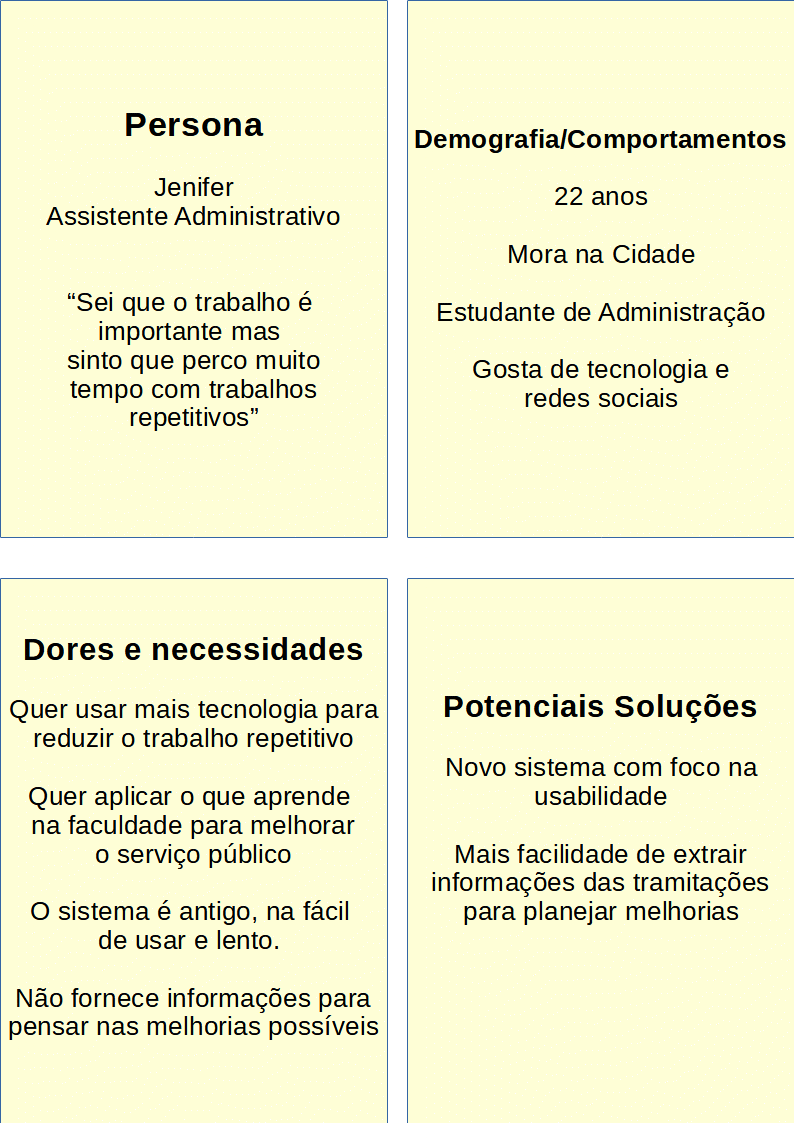 Persona
Jenifer
Assistente Administrativo
“Sei que o trabalho é
importante mas
sinto que perco muito
tempo com trabalhos
repetitivos”
Demografia/Comportamentos
22 anos
Mora na Cidade
Estudante de Administração
Gosta de tecnologia e
redes sociais
Dores e necessidades
Quer usar mais tecnologia para
reduzir o trabalho repetitivo
Quer aplicar o que aprende
na faculdade para melhorar
o serviço público
O sistema é antigo, na fácil
de usar e lento.
Não fornece informações para
pensar nas melhorias possíveis
Potenciais Soluções
Novo sistema com foco na
usabilidade
Mais facilidade de extrair
informações das tramitações
para planejar melhorias